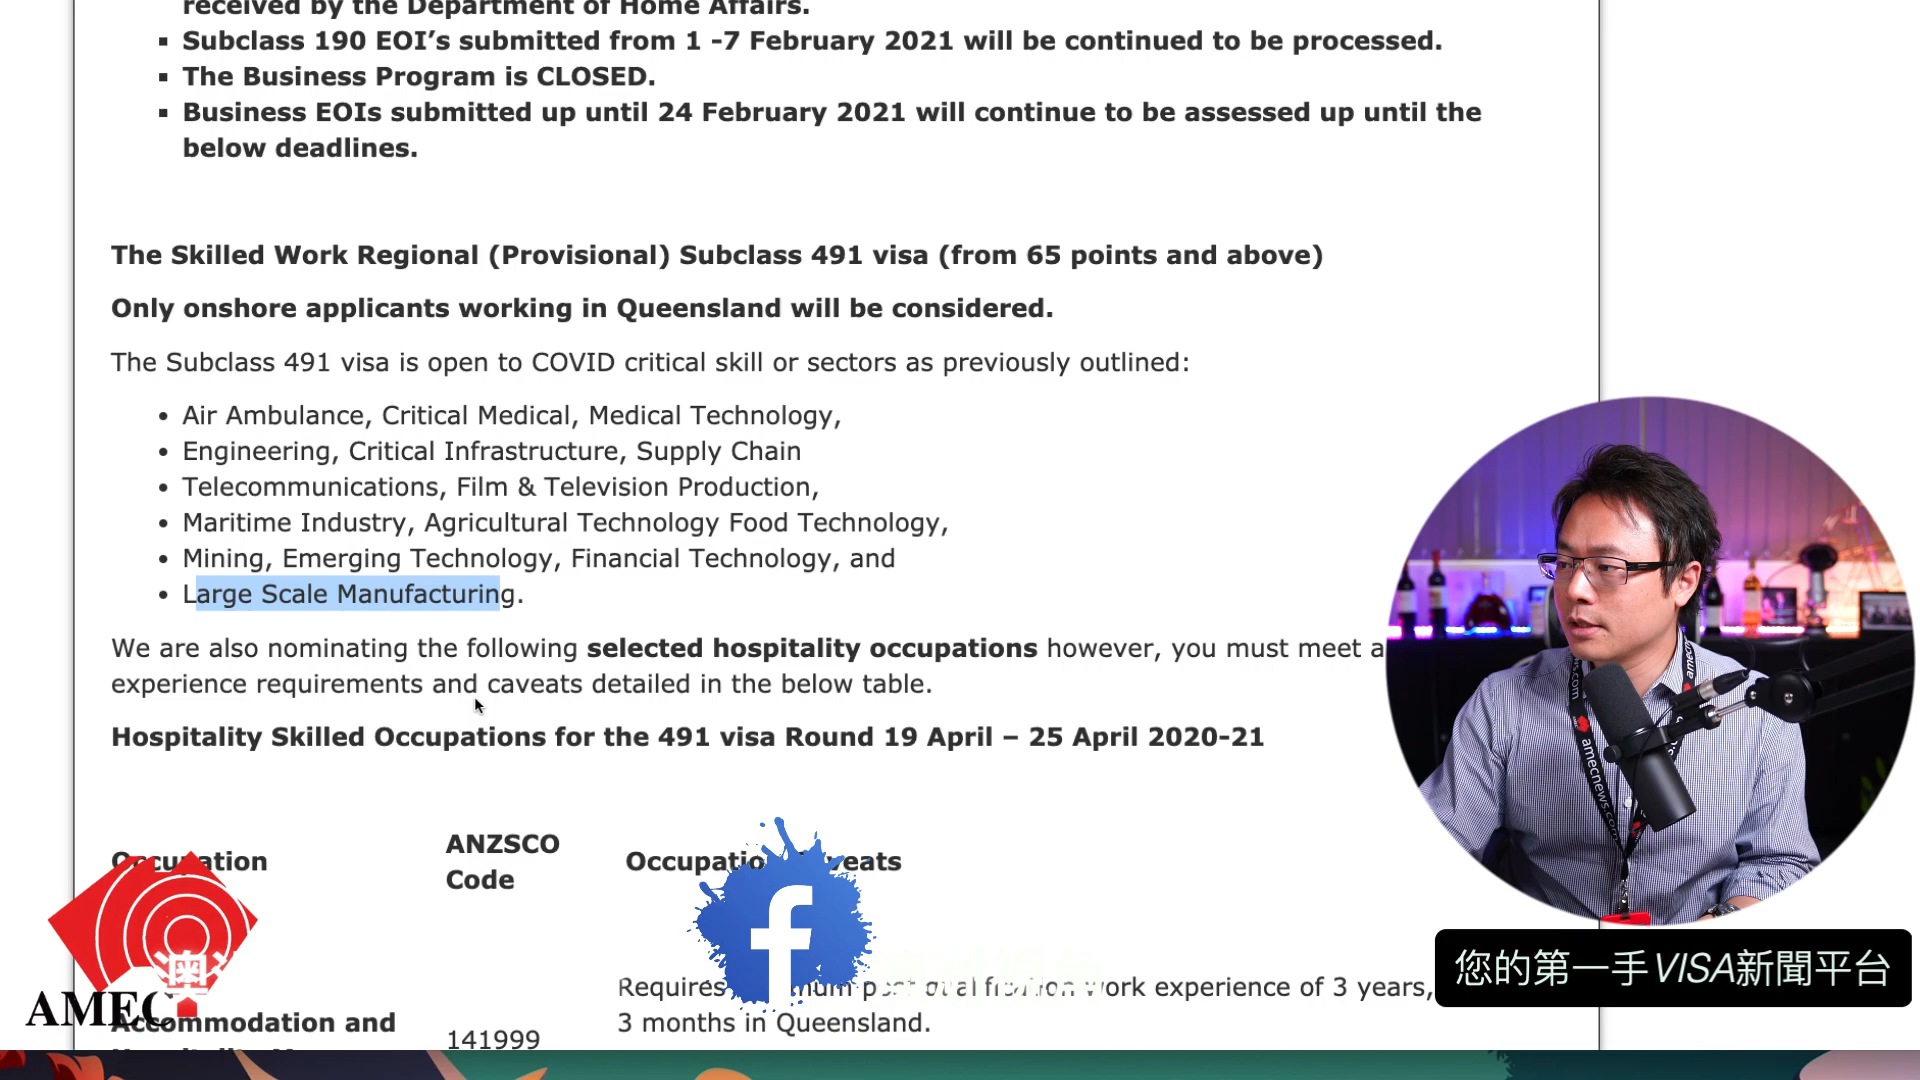 received by the Department of Home Affairs.
▪ Subclass 190 EOI’s submitted from 1 -7 February 2021 will be continued to be processed.
▪ The Business Program is CLOSED.
▪ Business EOIs submitted up until 24 February 2021 will continue to be assessed up until the
below deadlines.
The Skilled Work Regional (Provisional) Subclass 491 visa (from 65 points and above)
Only onshore applicants working in Queensland will be considered.
The Subclass 491 visa is open to COVID critical skill or sectors as previously outlined:
• Air Ambulance, Critical Medical, Medical Technology,
• Engineering, Critical Infrastructure, Supply Chain
• Telecommunications, Film & Television Production,
• Maritime Industry, Agricultural Technology Food Technology,
• Mining, Emerging Technology, Financial Technology, and
• Large Scale Manufacturing.
We are also nominating the following selected hospitality occupations however, you must meet a
experience requirements and caveats detailed in the below table.
Hospitality Skilled Occupations for the 491 visa Round 19 April – 25 April 2020-21
Occupation
ANZSCO
Code
Requires work experience of 3 years,
3 months in Queensland.
Accommodation and
141999
AMEC
澳
f
amecnews.com
您的第一手VISA新聞平台